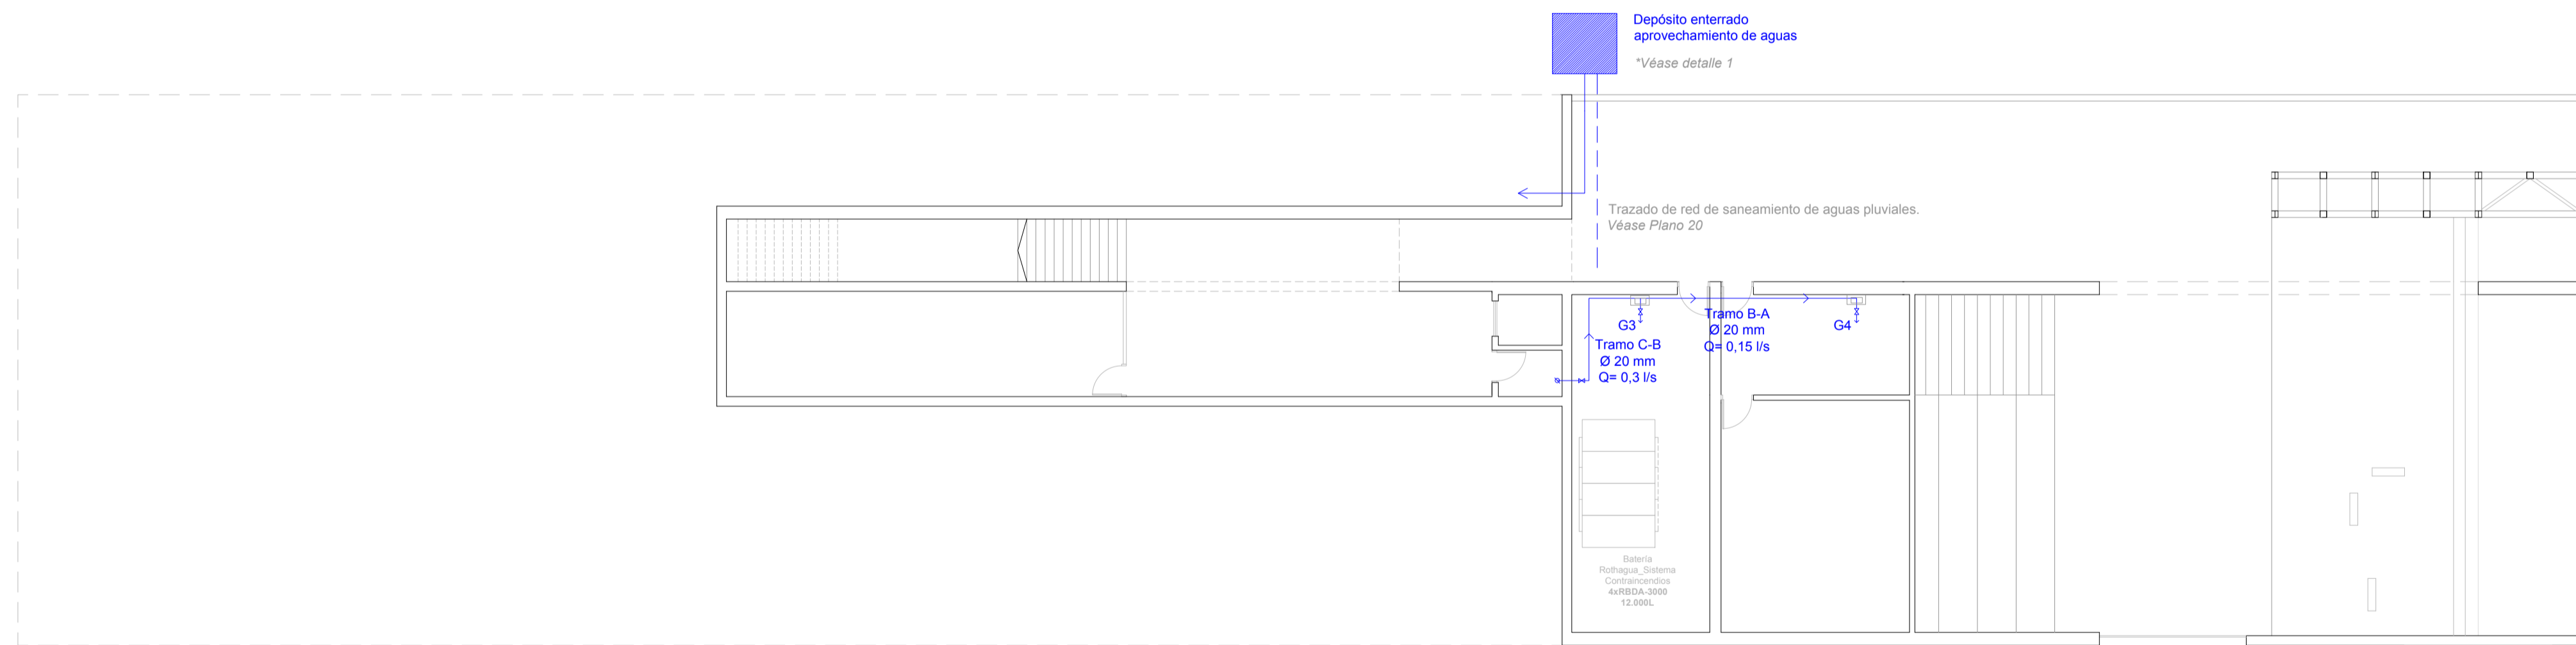 Depósito enterrado
aprovechamiento de aguas
*Véase detalle 1
Trazado de red de saneamiento de aguas pluviales.
Véase Plano 20
G3
Tramo C-B
Ø 20 mm
Q= 0,3 l/s
Tramo B-A
Ø 20 mm
Q= 0,15 l/s
G4
Batería
Rothagua_Sistema
Contraincendios
4xRBDA-3000
12.000L